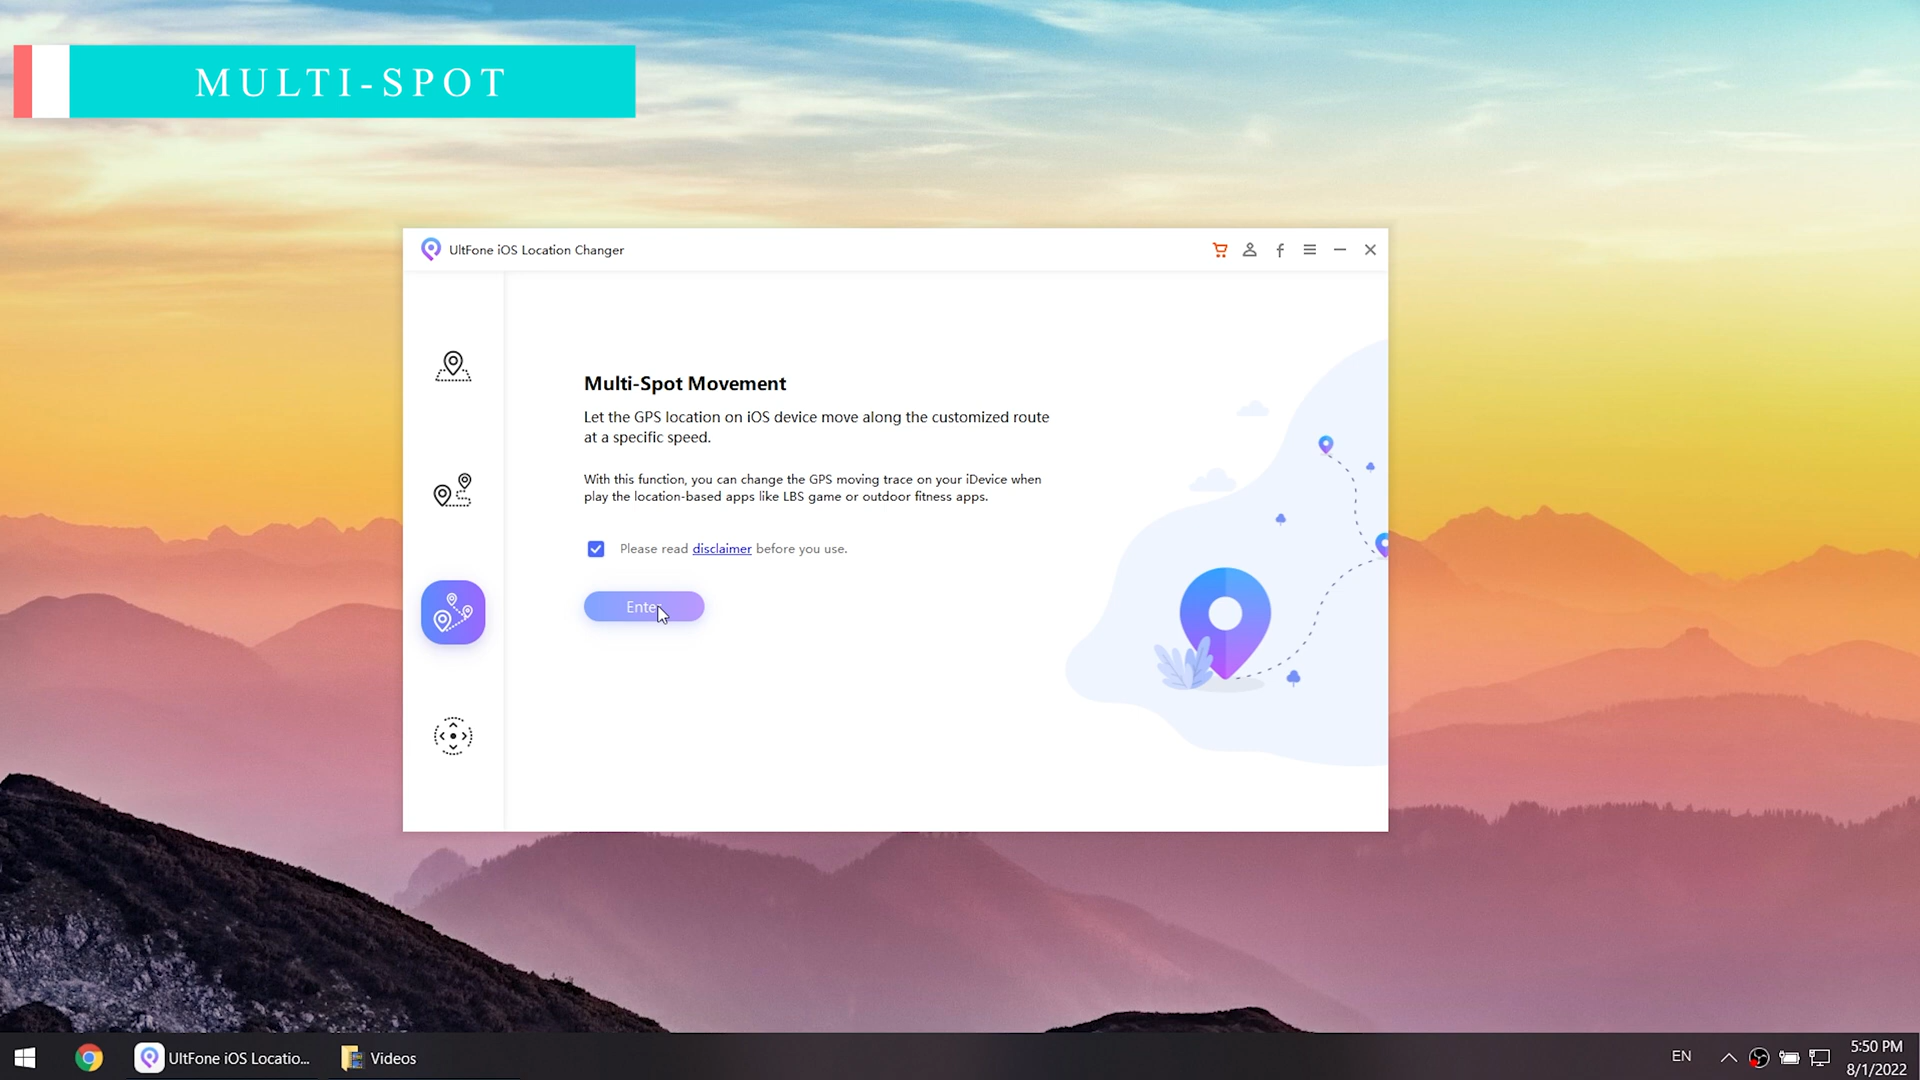 MULTI-SPOT
UltFone iOS Location Changer
Multi-Spot Movement
Let the GPS location on iOS device move along the customized route
at a specific speed.
With this function, you can change the GPS moving trace on your iDevice when
play the location-based apps like LBS game or outdoor fitness apps.
Please read disclaimer before you use.
Enter
UltFone iOS Locatio...
Videos
EN
5:50 PM
8/1/2022